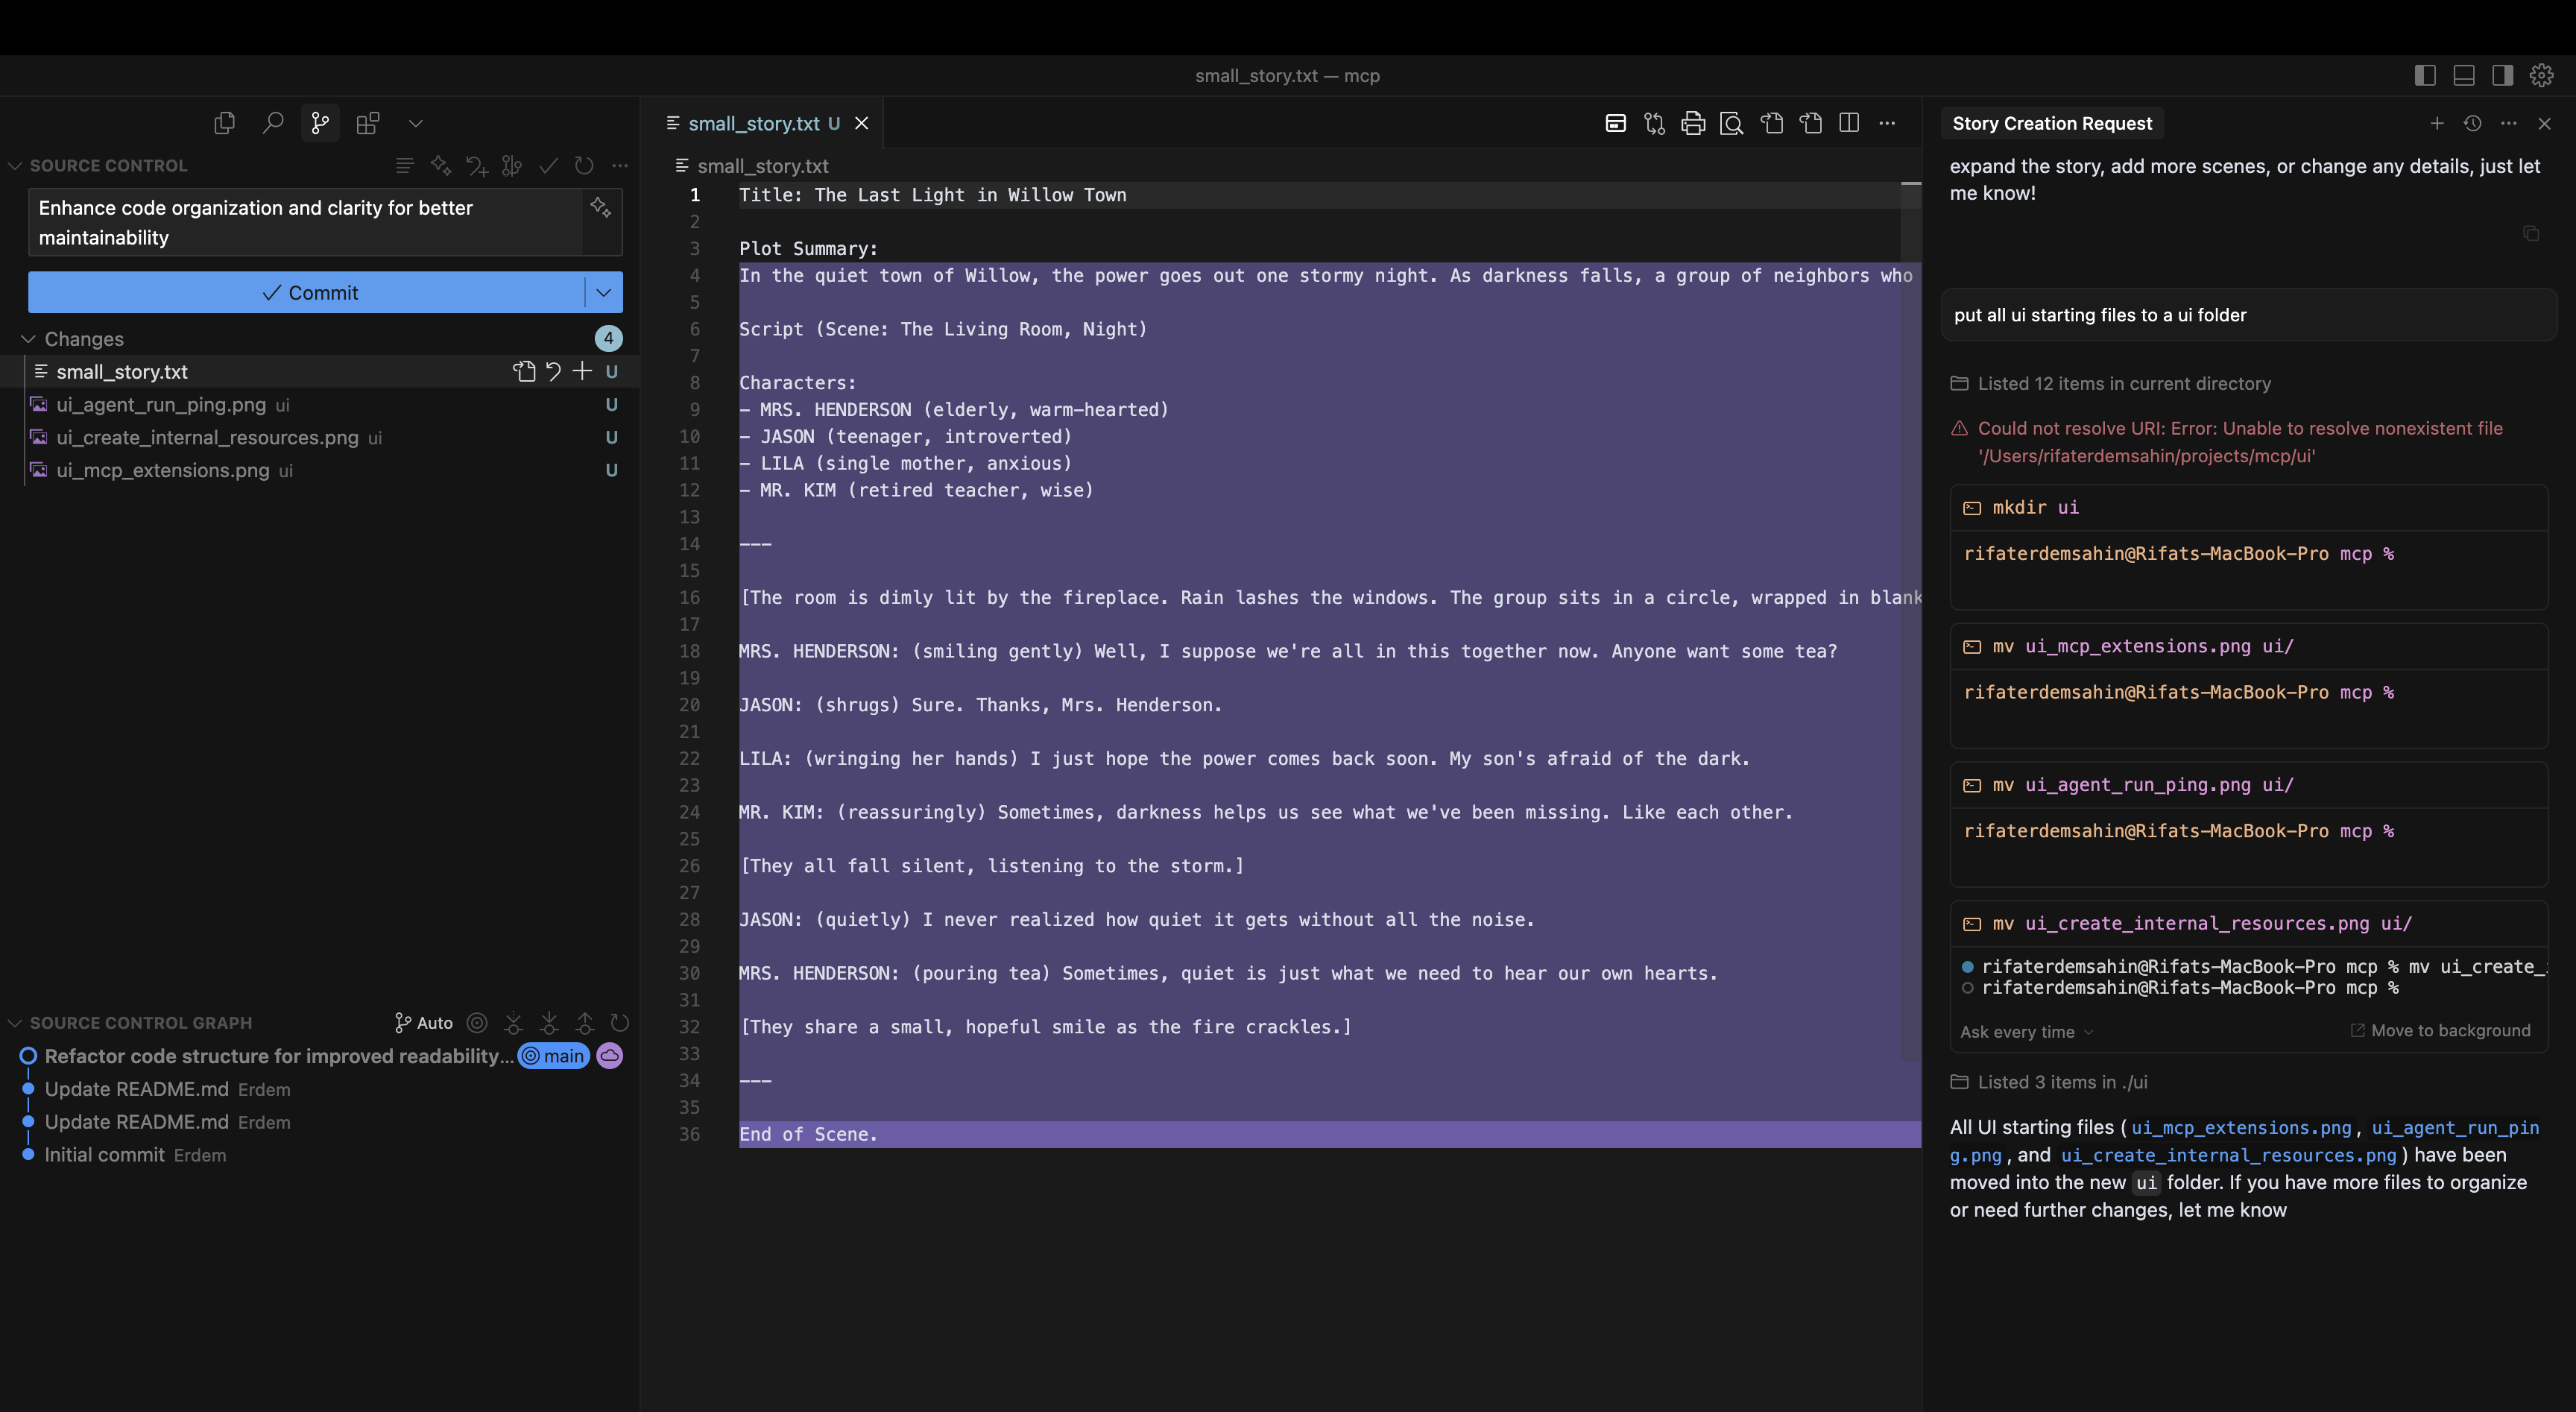 small_story.txt — mcp
SOURCE CONTROL
Enhance code organization and clarity for better
maintainability
Commit
Changes
4
small_story.txt
U
ui_agent_run_ping.png ui
U
ui_create_internal_resources.png ui
U
ui_mcp_extensions.png ui
U
SOURCE CONTROL GRAPH
Auto
Refactor code structure for improved readability... main
Update README.md Erdem
Update README.md Erdem
Initial commit Erdem
small_story.txt U
small_story.txt
1 Title: The Last Light in Willow Town
2
3 Plot Summary:
4 In the quiet town of Willow, the power goes out one stormy night. As darkness falls, a group of neighbors who
5
6 Script (Scene: The Living Room, Night)
7
8 Characters:
9 - MRS. HENDERSON (elderly, warm-hearted)
10 - JASON (teenager, introverted)
11 - LILA (single mother, anxious)
12 - MR. KIM (retired teacher, wise)
13
14 ---
15
16 [The room is dimly lit by the fireplace. Rain lashes the windows. The group sits in a circle, wrapped in blank
17
18 MRS. HENDERSON: (smiling gently) Well, I suppose we're all in this together now. Anyone want some tea?
19
20 JASON: (shrugs) Sure. Thanks, Mrs. Henderson.
21
22 LILA: (wringing her hands) I just hope the power comes back soon. My son's afraid of the dark.
23
24 MR. KIM: (reassuringly) Sometimes, darkness helps us see what we've been missing. Like each other.
25
26 [They all fall silent, listening to the storm.]
27
28 JASON: (quietly) I never realized how quiet it gets without all the noise.
29
30 MRS. HENDERSON: (pouring tea) Sometimes, quiet is just what we need to hear our own hearts.
31
32 [They share a small, hopeful smile as the fire crackles.]
33
34 ---
35
36 End of Scene.
Story Creation Request
expand the story, add more scenes, or change any details, just let
me know!
put all ui starting files to a ui folder
Listed 12 items in current directory
Could not resolve URI: Error: Unable to resolve nonexistent file
'/Users/rifaterdemsahin/projects/mcp/ui'
mkdir ui
rifaterdemsahin@Rifats-MacBook-Pro mcp %
mv ui_mcp_extensions.png ui/
rifaterdemsahin@Rifats-MacBook-Pro mcp %
mv ui_agent_run_ping.png ui/
rifaterdemsahin@Rifats-MacBook-Pro mcp %
mv ui_create_internal_resources.png ui/
rifaterdemsahin@Rifats-MacBook-Pro mcp % mv ui_create_
rifaterdemsahin@Rifats-MacBook-Pro mcp %
Ask every time
Move to background
Listed 3 items in ./ui
All UI starting files ( ui_mcp_extensions.png , ui_agent_run_pin
g.png , and ui_create_internal_resources.png ) have been
moved into the new ui folder. If you have more files to organize
or need further changes, let me know